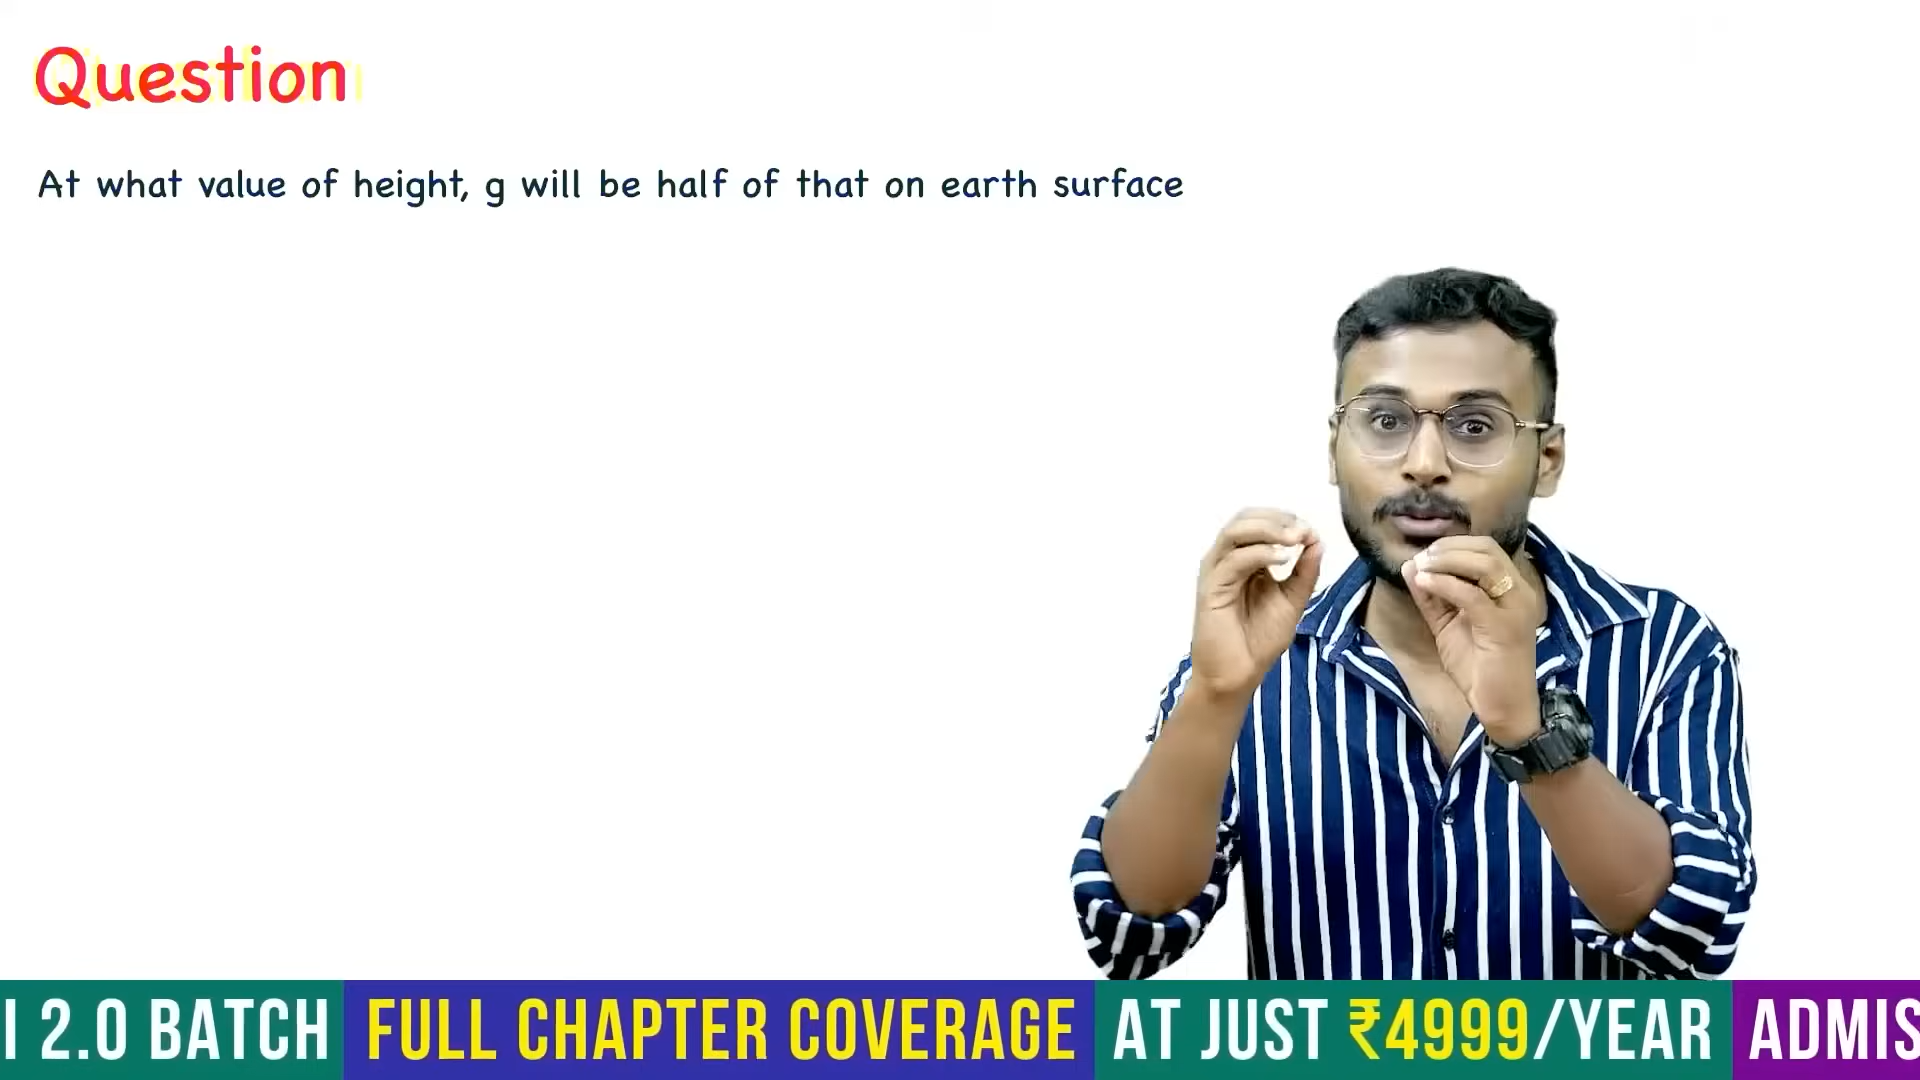 Question
At what value of height, g will be half of that on earth surface
I 2.0 BATCH FULL CHAPTER COVERAGE AT JUST ₹4999/YEAR ADMIS